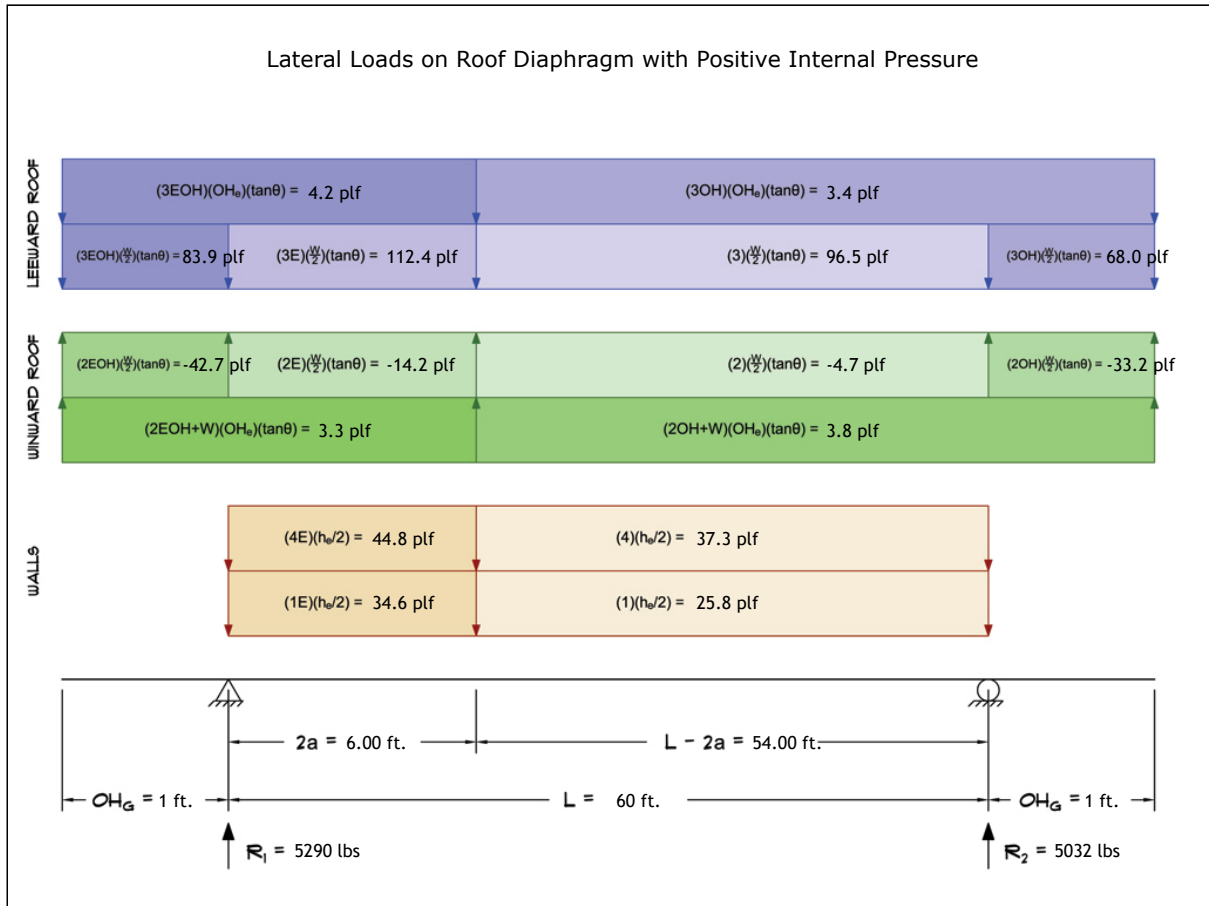 Lateral Loads on Roof Diaphragm with Positive Internal Pressure
LEEWARD ROOF
(3EOH)(OHₑ)(tanθ) = 4.2 plf
(3OH)(OHₑ)(tanθ) = 3.4 plf
(3EOH)(W/2)(tanθ) = 83.9 plf
(3E)(W/2)(tanθ) = 112.4 plf
(3)(W/2)(tanθ) = 96.5 plf
(3OH)(W/2)(tanθ) = 68.0 plf
WINWARD ROOF
(2EOH)(W/2)(tanθ) = -42.7 plf
(2E)(W/2)(tanθ) = -14.2 plf
(2)(W/2)(tanθ) = -4.7 plf
(2OH)(W/2)(tanθ) = -33.2 plf
(2EOH+W)(OHₑ)(tanθ) = 3.3 plf
(2OH+W)(OHₑ)(tanθ) = 3.8 plf
WALLS
(4E)(hₑ/2) = 44.8 plf
(4)(hₑ/2) = 37.3 plf
(1E)(hₑ/2) = 34.6 plf
(1)(hₑ/2) = 25.8 plf
2a = 6.00 ft.
L - 2a = 54.00 ft.
OH_G = 1 ft.
L = 60 ft.
OH_G = 1 ft.
R₁ = 5290 lbs
R₂ = 5032 lbs